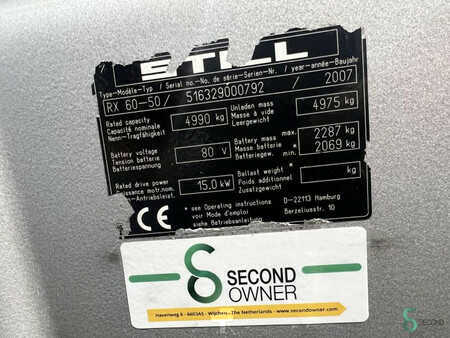 STILL
Type-Modèle-Typ / Serial no.-No. de série-Serien-Nr. / year-année-Baujahr
RX 60-50 / 516329000792 / 2007
Rated capacity
Capacité nominale
Nenn-Tragfähigkeit
4990 kg
Unladen mass
Masse à vide
Leergewicht
4975 kg
Battery voltage
Tension batterie
Batteriespannung
80 V
Battery mass max.
Masse batterie
Batteriegew. min.
2287 kg
2069 kg
Rated drive power
Puissance motr.nom.
Nenn-Antriebsleist.
15.0 kW
Ballast weight *
Poids additionnel
Zusatzgewicht
kg
* see Operating instructions
voir Mode d'emploi
siehe Betriebsanleitung
D-22113 Hamburg
Berzeliusstr. 10
CE
SECOND
OWNER
Havenweg 6 - 6603AS - Wijchen - The Netherlands - www.secondowner.com
SECOND